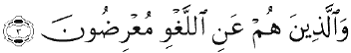 وَٱلَّذِينَ هُمْ عَنِ ٱللَّغْوِ مُعْرِضُونَ ﴿٣﴾